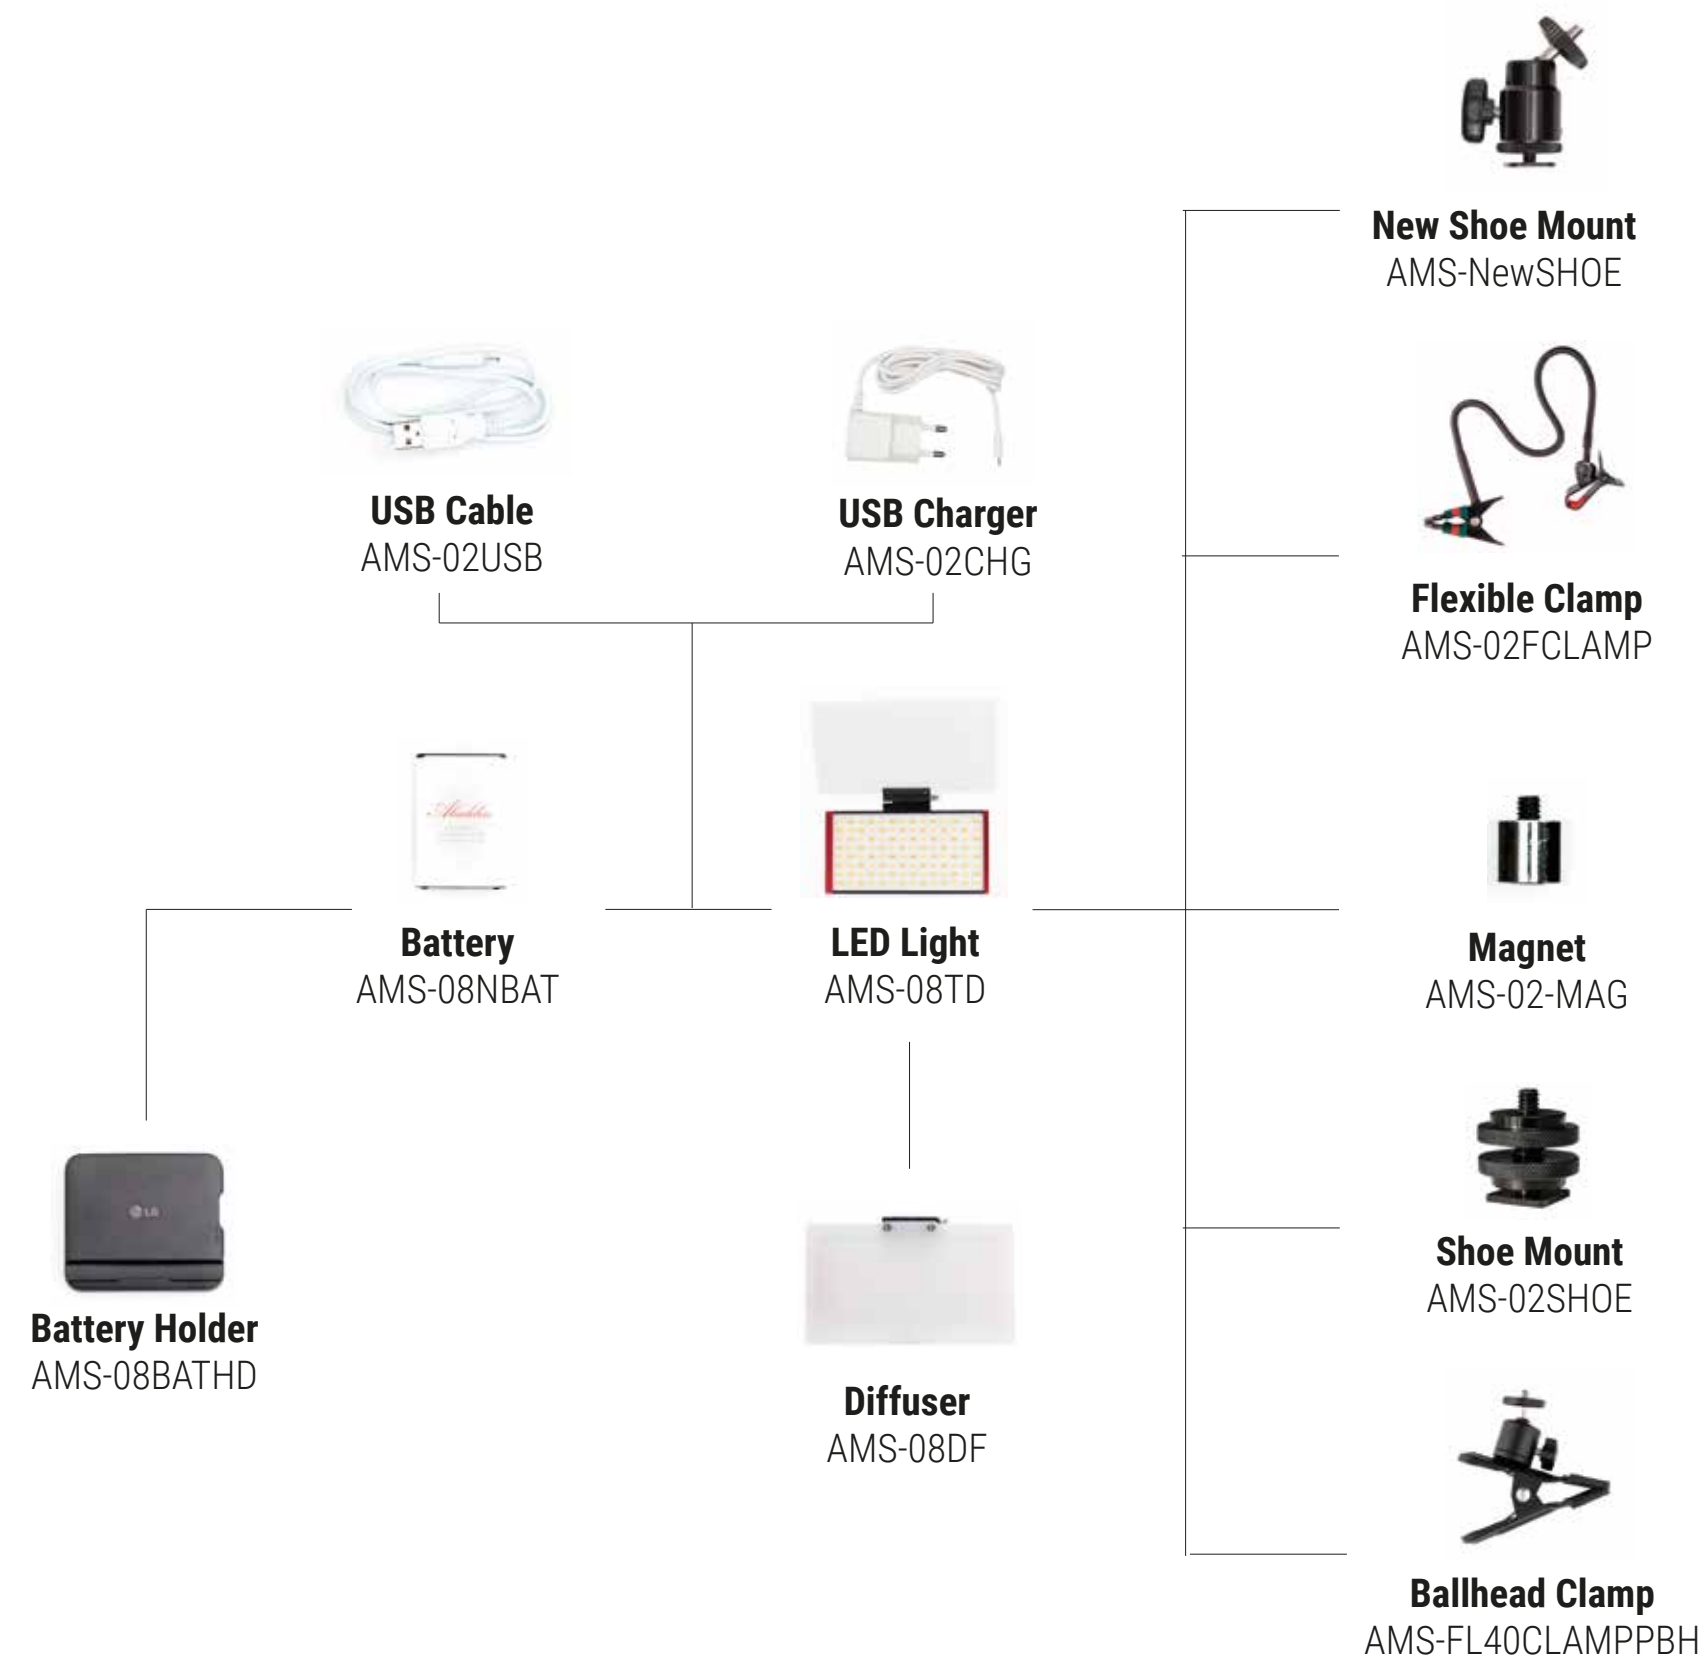 New Shoe Mount
AMS-NewSHOE
USB Cable
AMS-02USB
USB Charger
AMS-02CHG
Flexible Clamp
AMS-02FCLAMP
Aladdin
Battery
AMS-08NBAT
LED Light
AMS-08TD
Magnet
AMS-02-MAG
LG
Battery Holder
AMS-08BATHD
Shoe Mount
AMS-02SHOE
Diffuser
AMS-08DF
Ballhead Clamp
AMS-FL40CLAMPPBH